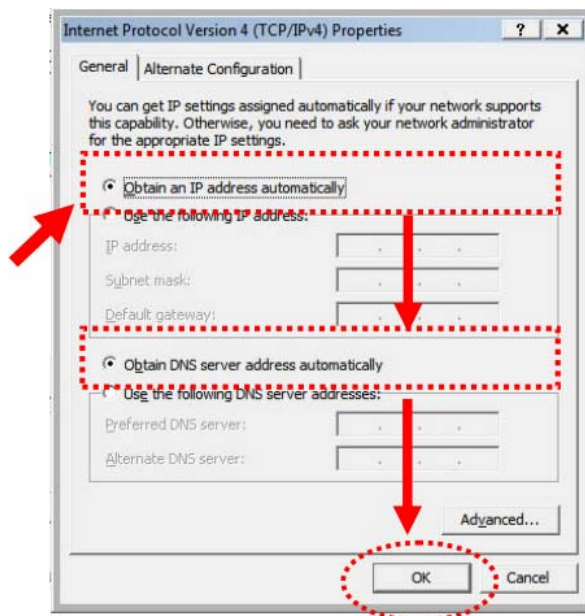 Internet Protocol Version 4 (TCP/IPv4) Properties
General
Alternate Configuration
You can get IP settings assigned automatically if your network supports
this capability. Otherwise, you need to ask your network administrator
for the appropriate IP settings.
Obtain an IP address automatically
Use the following IP address:
IP address:
Subnet mask:
Default gateway:
Obtain DNS server address automatically
Use the following DNS server addresses:
Preferred DNS server:
Alternate DNS server:
Advanced...
OK
Cancel